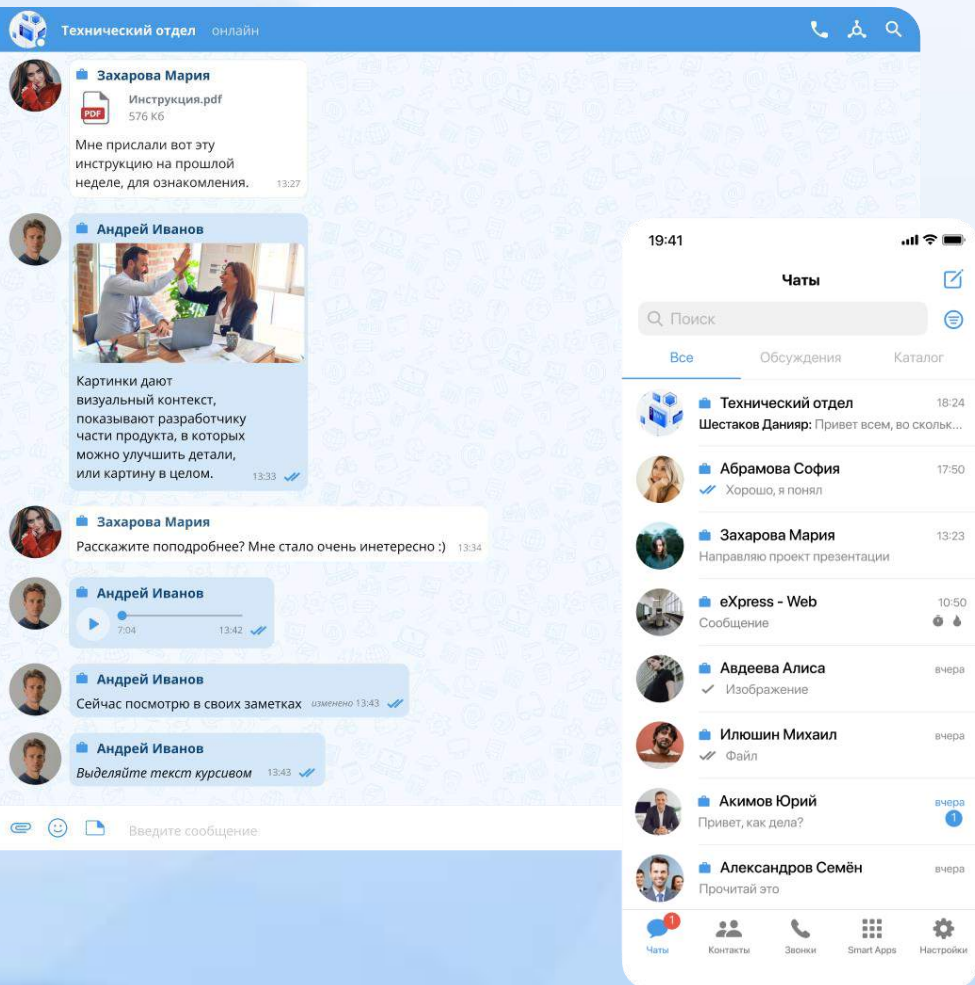 Технический отдел онлайн
Захарова Мария
Инструкция.pdf
PDF
576 Кб
Мне прислали вот эту
инструкцию на прошлой
неделе, для ознакомления. 13:27
Андрей Иванов
Картинки дают
визуальный контекст,
показывают разработчику
части продукта, в которых
можно улучшить детали,
или картину в целом. 13:33
Захарова Мария
Расскажите поподробнее? Мне стало очень инетересно :) 13:34
Андрей Иванов
7:04 13:42
Андрей Иванов
Сейчас посмотрю в своих заметках изменено 13:43
Андрей Иванов
Выделяйте текст курсивом 13:43
Введите сообщение
19:41
Чаты
Поиск
Все Обсуждения Каталог
Технический отдел 18:24
Шестаков Данияр: Привет всем, во скольк...
Абрамова София 17:50
Хорошо, я понял
Захарова Мария 13:23
Направляю проект презентации
eXpress - Web 10:50
Сообщение
Авдеева Алиса вчера
Изображение
Илюшин Михаил вчера
Файл
Акимов Юрий вчера
Привет, как дела? 1
Александров Семён вчера
Прочитай это
1
Чаты Контакты Звонки Smart Apps Настройки